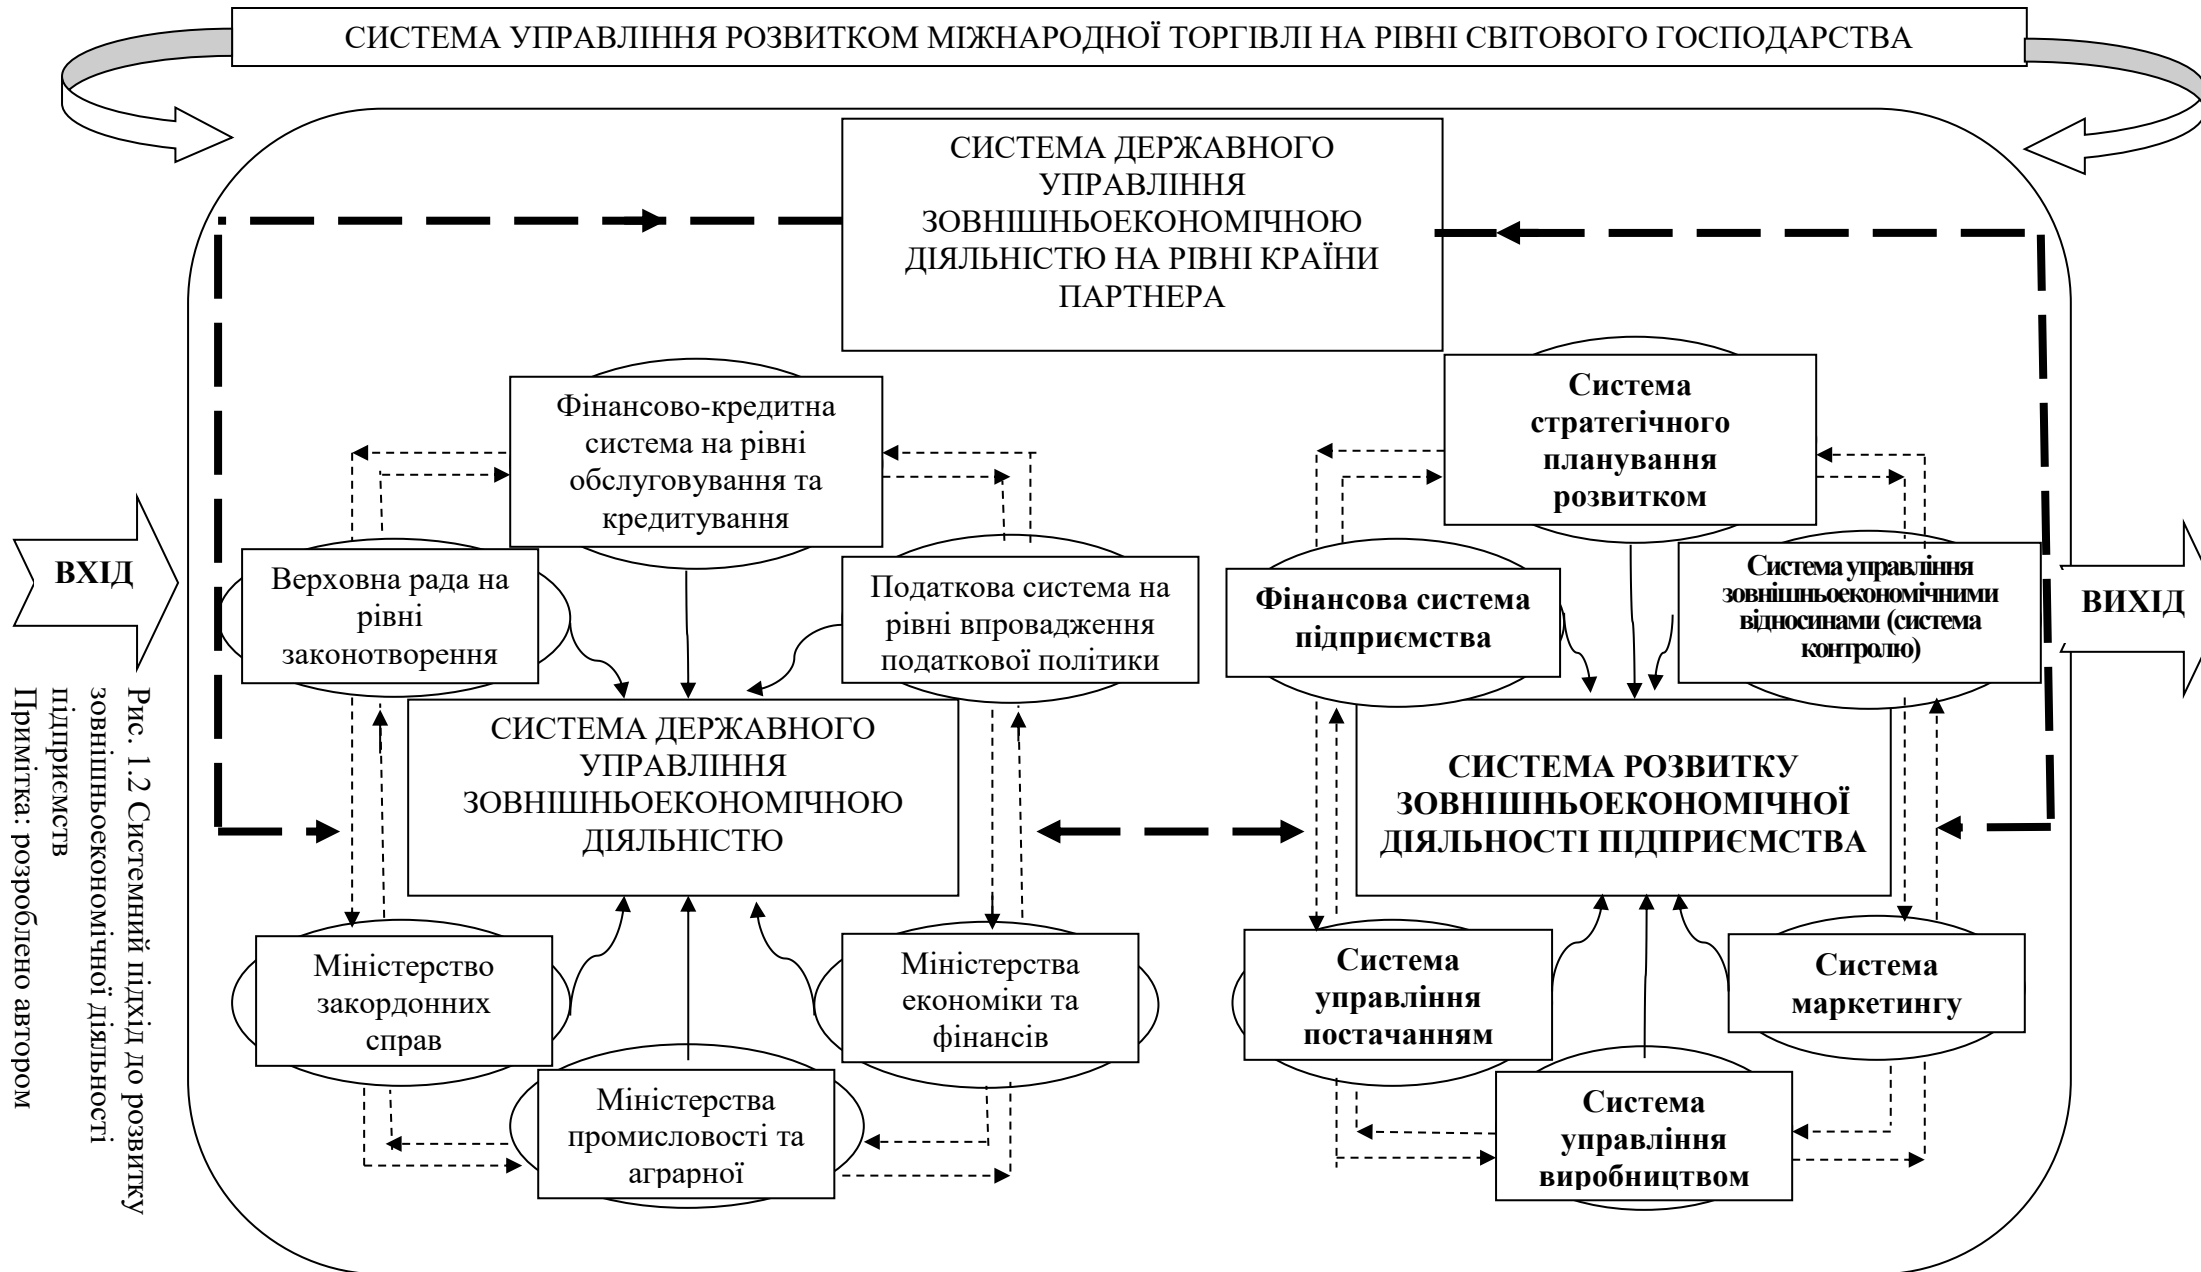 СИСТЕМА УПРАВЛІННЯ РОЗВИТКОМ МІЖНАРОДНОЇ ТОРГІВЛІ НА РІВНІ СВІТОВОГО ГОСПОДАРСТВА
СИСТЕМА ДЕРЖАВНОГО
УПРАВЛІННЯ
ЗОВНІШНЬОЕКОНОМІЧНОЮ
ДІЯЛЬНІСТЮ НА РІВНІ КРАЇНИ
ПАРТНЕРА
Фінансово-кредитна
система на рівні
обслуговування та
кредитування
Система
стратегічного
планування
розвитком
ВХІД
Верховна рада на
рівні
законотворення
Податкова система на
рівні впровадження
податкової політики
Фінансова система
підприємства
Система управління
зовнішньоекономічними
відносинами (система
контролю)
ВИХІД
СИСТЕМА ДЕРЖАВНОГО
УПРАВЛІННЯ
ЗОВНІШНЬОЕКОНОМІЧНОЮ
ДІЯЛЬНІСТЮ
СИСТЕМА РОЗВИТКУ
ЗОВНІШНЬОЕКОНОМІЧНОЇ
ДІЯЛЬНОСТІ ПІДПРИЄМСТВА
Міністерство
закордонних
справ
Міністерства
економіки та
фінансів
Система
управління
постачанням
Система
маркетингу
Міністерства
промисловості та
аграрної
Система
управління
виробництвом
Рис. 1.2 Системний підхід до розвитку
зовнішньоекономічної діяльності
підприємств
Примітка: розроблено автором